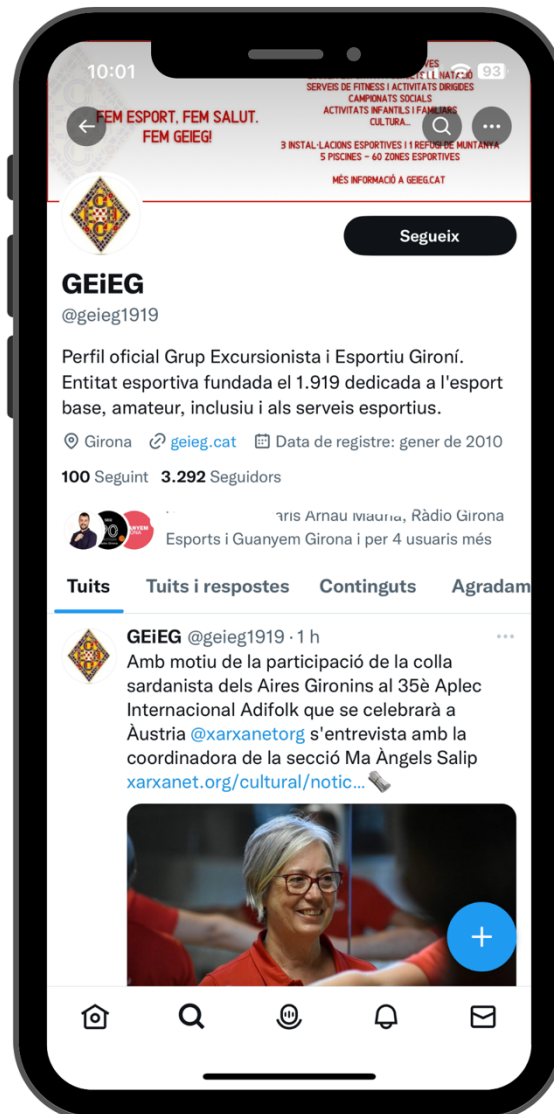 10:01
93
VES
NATACIÓ
SERVEIS DE FITNESS I ACTIVITATS DIRIGIDES
CAMPIONATS SOCIALS
ACTIVITATS INFANTILS I FAMILIARS
CULTURA...
FEM ESPORT, FEM SALUT.
FEM GEIEG!
3 INSTAL·LACIONS ESPORTIVES I 1 REFUGI DE MUNTANYA
5 PISCINES – 60 ZONES ESPORTIVES
MÉS INFORMACIÓ A GEIEG.CAT
Segueix
GEiEG
@geieg1919
Perfil oficial Grup Excursionista i Esportiu Gironí.
Entitat esportiva fundada el 1.919 dedicada a l'esport
base, amateur, inclusiu i als serveis esportius.
Girona geieg.cat Data de registre: gener de 2010
100 Seguint 3.292 Seguidors
Arnau Madria, Ràdio Girona
Esports i Guanyem Girona i per 4 usuaris més
Tuits Tuits i respostes Continguts Agradam
GEiEG @geieg1919 · 1 h
Amb motiu de la participació de la colla
sardanista dels Aires Gironins al 35è Aplec
Internacional Adifolk que se celebrarà a
Àustria @xarxanetorg s'entrevista amb la
coordinadora de la secció Ma Àngels Salip
xarxanet.org/cultural/notic...